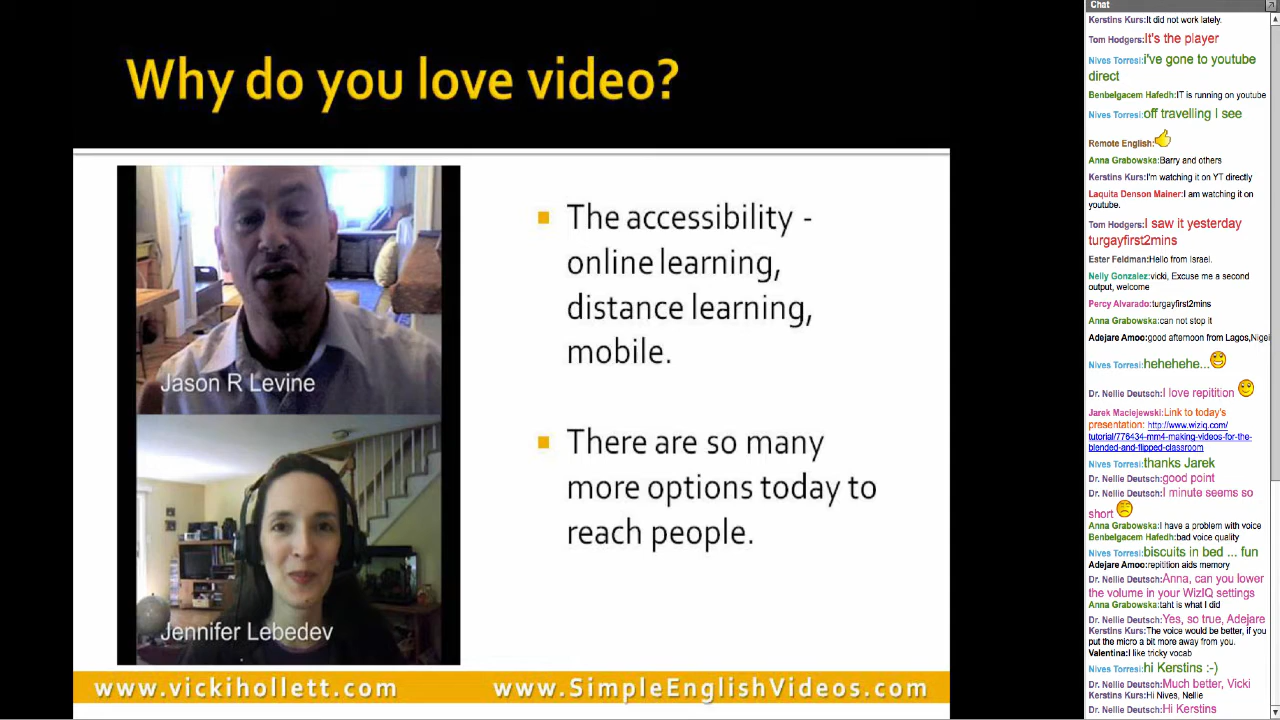 Why do you love video?
The accessibility -
online learning,
distance learning,
mobile.
There are so many
more options today to
reach people.
Jason R Levine
Jennifer Lebedev
www.vickihollett.com www.SimpleEnglishVideos.com
Chat
Kerstins Kurs:It did not work lately.
Tom Hodgers:It's the player
Nives Torresi:i've gone to youtube
direct
Benbelgacem Hafedh:IT is running on youtube
Nives Torresi:off travelling I see
Remote English:
Anna Grabowska:Barry and others
Kerstins Kurs:I'm watching it on YT directly
Laquita Denson Mainer:I am watching it on
youtube.
Tom Hodgers:I saw it yesterday
turgayfirst2mins
Ester Feldman:Hello from Israel.
Nelly Gonzalez:vicki, Excuse me a second
output, welcome
Percy Alvarado:turgayfirst2mins
Anna Grabowska:can not stop it
Adejare Amoo:good afternoon from Lagos,Nigei
Nives Torresi:hehehehe...
Dr. Nellie Deutsch:I love repitition
Jarek Maciejewski:Link to today's
presentation: http://www.wiziq.com/
tutorial/776434-mm4-making-videos-for-the-
blended-and-flipped-classroom
Nives Torresi:thanks Jarek
Dr. Nellie Deutsch:good point
Dr. Nellie Deutsch:I minute seems so
short
Anna Grabowska:I have a problem with voice
Benbelgacem Hafedh:bad voice quality
Nives Torresi:biscuits in bed ... fun
Adejare Amoo:repitition aids memory
Dr. Nellie Deutsch:Anna, can you lower
the volume in your WizIQ settings
Anna Grabowska:taht is what I did
Dr. Nellie Deutsch:Yes, so true, Adejare
Kerstins Kurs:The voice would be better, if you
put the micro a bit more away from you.
Valentina:I like tricky vocab
Nives Torresi:hi Kerstins :-)
Dr. Nellie Deutsch:Much better, Vicki
Kerstins Kurs:Hi Nives, Nellie
Dr. Nellie Deutsch:Hi Kerstins